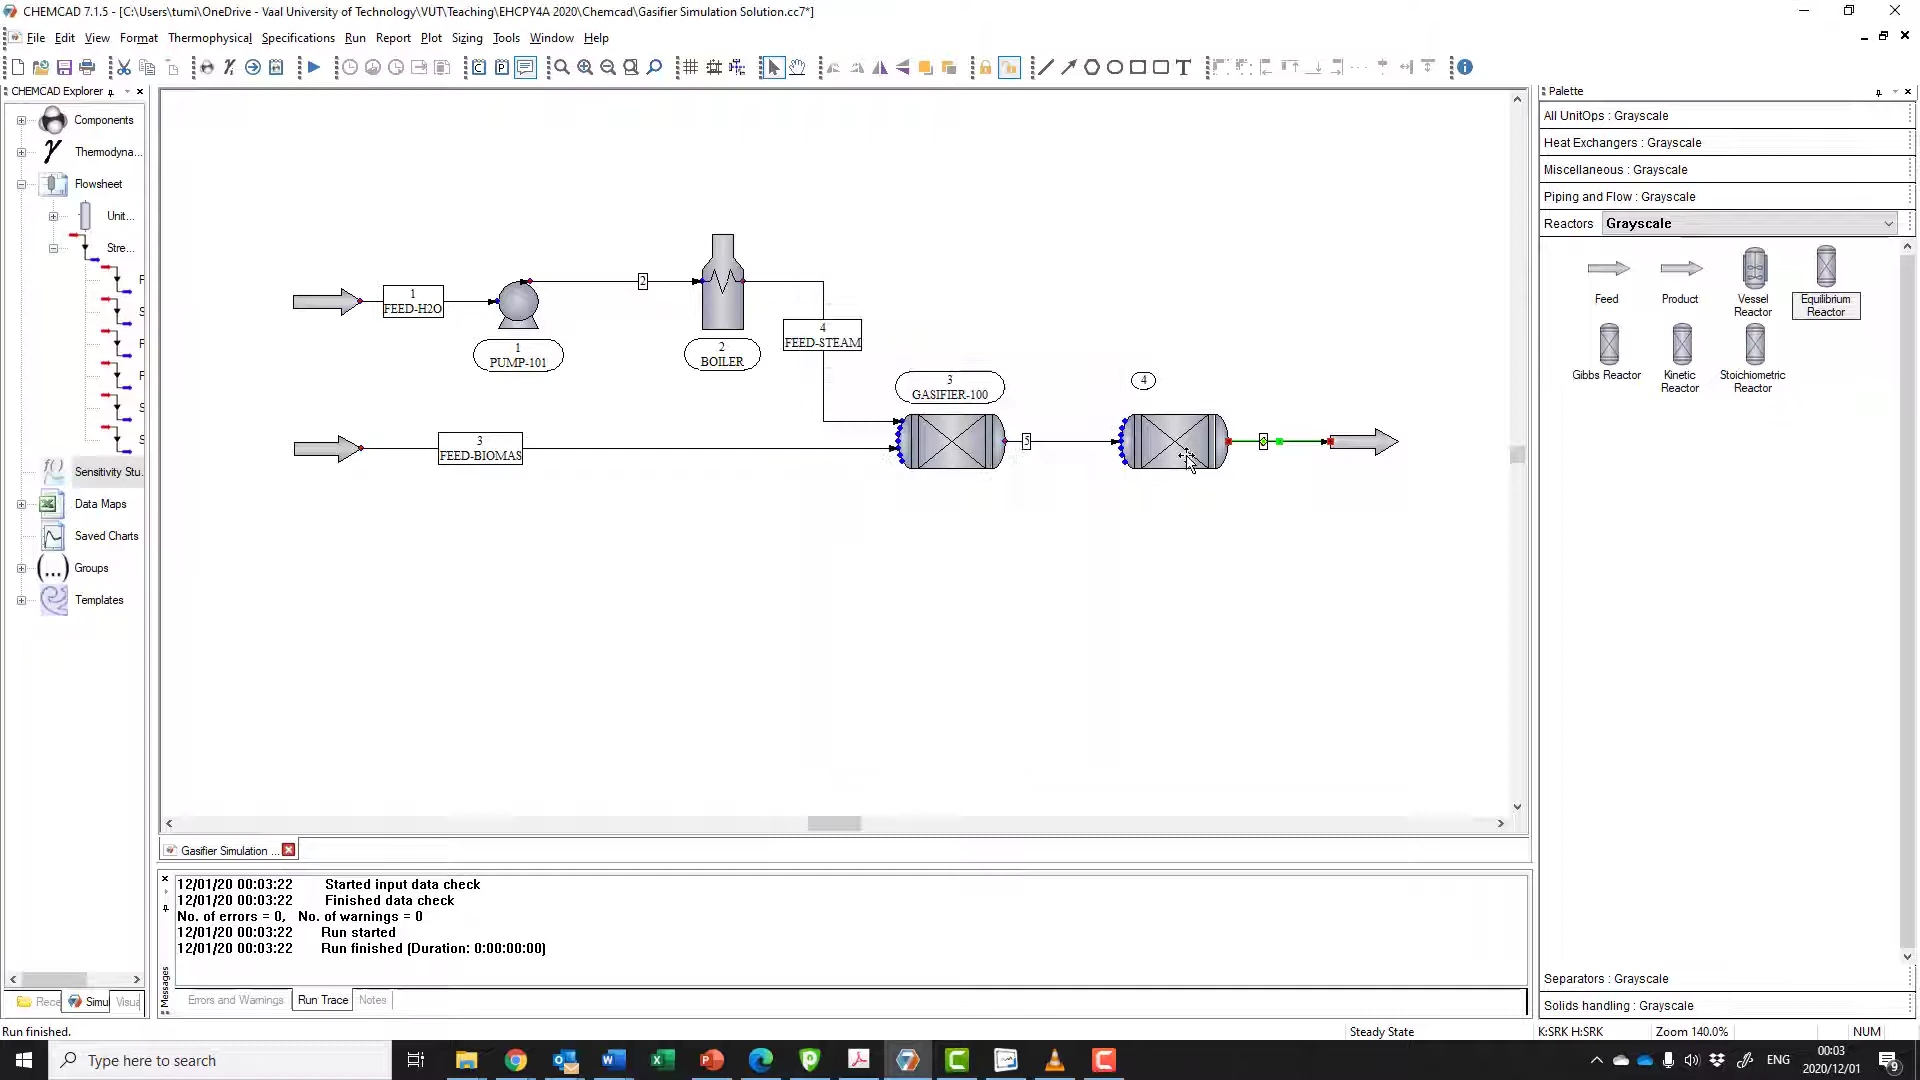 CHEMCAD 7.1.5 - [C:\Users\tumi\OneDrive - Vaal University of Technology\VUT\Teaching\EHCPY4A 2020\Chemcad\Gasifier Simulation Solution.cc7*]
File Edit View Format Thermophysical Specifications Run Report Plot Sizing Tools Window Help
CHEMCAD Explorer
Components
Thermodyna...
Flowsheet
Unit...
Stre...
F
F
F
F
S
S
Sensitivity Stu...
Data Maps
Saved Charts
Groups
Templates
Rece Simu Visua
1
FEED-H2O
1
PUMP-101
2
2
BOILER
4
FEED-STEAM
3
FEED-BIOMAS
3
GASIFIER-100
5
4
Gasifier Simulation ...
Messages
12/01/20 00:03:22 Started input data check
12/01/20 00:03:22 Finished data check
No. of errors = 0, No. of warnings = 0
12/01/20 00:03:22 Run started
12/01/20 00:03:22 Run finished (Duration: 0:00:00:00)
Errors and Warnings Run Trace Notes
Palette
All UnitOps : Grayscale
Heat Exchangers : Grayscale
Miscellaneous : Grayscale
Piping and Flow : Grayscale
Reactors Grayscale
Feed
Product
Vessel
Reactor
Equilibrium
Reactor
Gibbs Reactor
Kinetic
Reactor
Stoichiometric
Reactor
Separators : Grayscale
Solids handling : Grayscale
Run finished.
Steady State
K:SRK H:SRK
Zoom 140.0%
NUM
Type here to search
ENG
00:03
2020/12/01
9